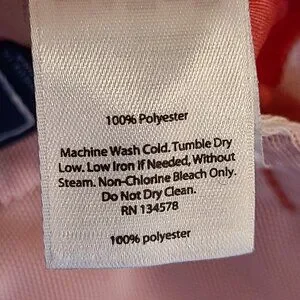 100% Polyester
Machine Wash Cold. Tumble Dry
Low. Low Iron if Needed, Without
Steam. Non-Chlorine Bleach Only.
Do Not Dry Clean.
RN 134578
100% polyester